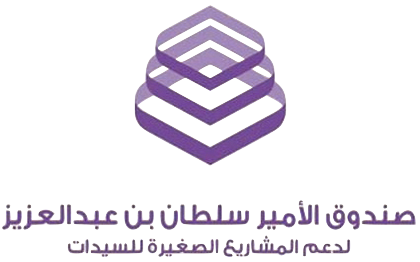 صندوق الأمير سلطان بن عبدالعزيز
لدعم المشاريع الصغيرة للسيدات